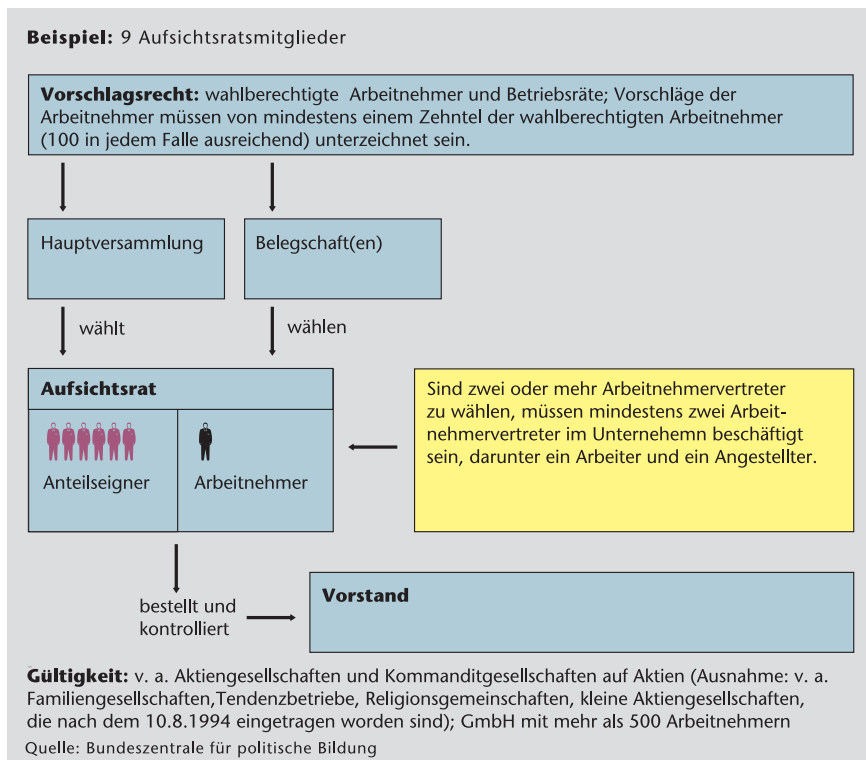 Beispiel: 9 Aufsichtsratsmitglieder
Vorschlagsrecht: wahlberechtigte Arbeitnehmer und Betriebsräte; Vorschläge der
Arbeitnehmer müssen von mindestens einem Zehntel der wahlberechtigten Arbeitnehmer
(100 in jedem Falle ausreichend) unterzeichnet sein.
Hauptversammlung
Belegschaft(en)
wählt
wählen
Aufsichtsrat
Anteilseigner
Arbeitnehmer
Sind zwei oder mehr Arbeitnehmervertreter
zu wählen, müssen mindestens zwei Arbeit-
nehmervertreter im Unternehemn beschäftigt
sein, darunter ein Arbeiter und ein Angestellter.
bestellt und
kontrolliert
Vorstand
Gültigkeit: v. a. Aktiengesellschaften und Kommanditgesellschaften auf Aktien (Ausnahme: v. a.
Familiengesellschaften,Tendenzbetriebe, Religionsgemeinschaften, kleine Aktiengesellschaften,
die nach dem 10.8.1994 eingetragen worden sind); GmbH mit mehr als 500 Arbeitnehmern
Quelle: Bundeszentrale für politische Bildung